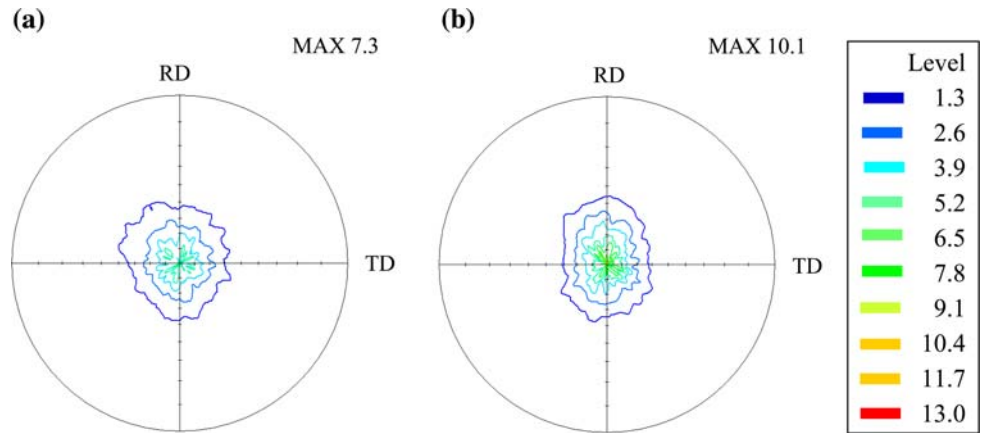 (a)
MAX 7.3
RD
TD
(b)
MAX 10.1
RD
TD
Level
1.3
2.6
3.9
5.2
6.5
7.8
9.1
10.4
11.7
13.0